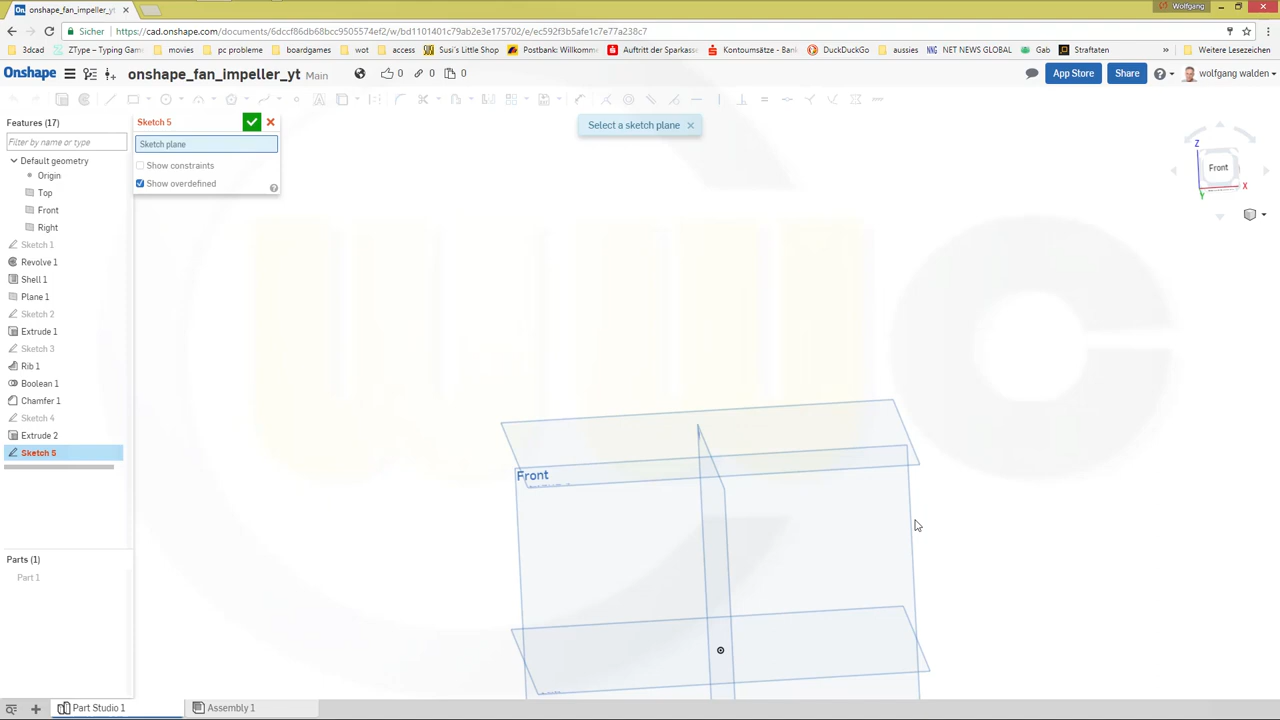 onshape_fan_impeller_yt
Wolfgang
Sicher
https://cad.onshape.com/documents/6dccf86db68bcc9505574ef2/w/bd1101401c79ab2e3e175702/e/ec592f3b5afe1c7e77a238c7
3dcad
ZType – Typing Gam
movies
pc probleme
boardgames
wot
access
Susi's Little Shop
Postbank: Willkomm
Auftritt der Sparkasse
Kontoumsätze - Bank
DuckDuckGo
aussies
NNG
NET NEWS GLOBAL
Gab
Straftaten
»
Weitere Lesezeichen
Onshape
onshape_fan_impeller_yt
Main
0
0
0
App Store
Share
wolfgang walden
Features (17)
Filter by name or type
Default geometry
Origin
Top
Front
Right
Sketch 1
Revolve 1
Shell 1
Plane 1
Sketch 2
Extrude 1
Sketch 3
Rib 1
Boolean 1
Chamfer 1
Sketch 4
Extrude 2
Sketch 5
Parts (1)
Part 1
Sketch 5
Sketch plane
Show constraints
Show overdefined
Select a sketch plane
Z
Front
X
Y
Front
Part Studio 1
Assembly 1